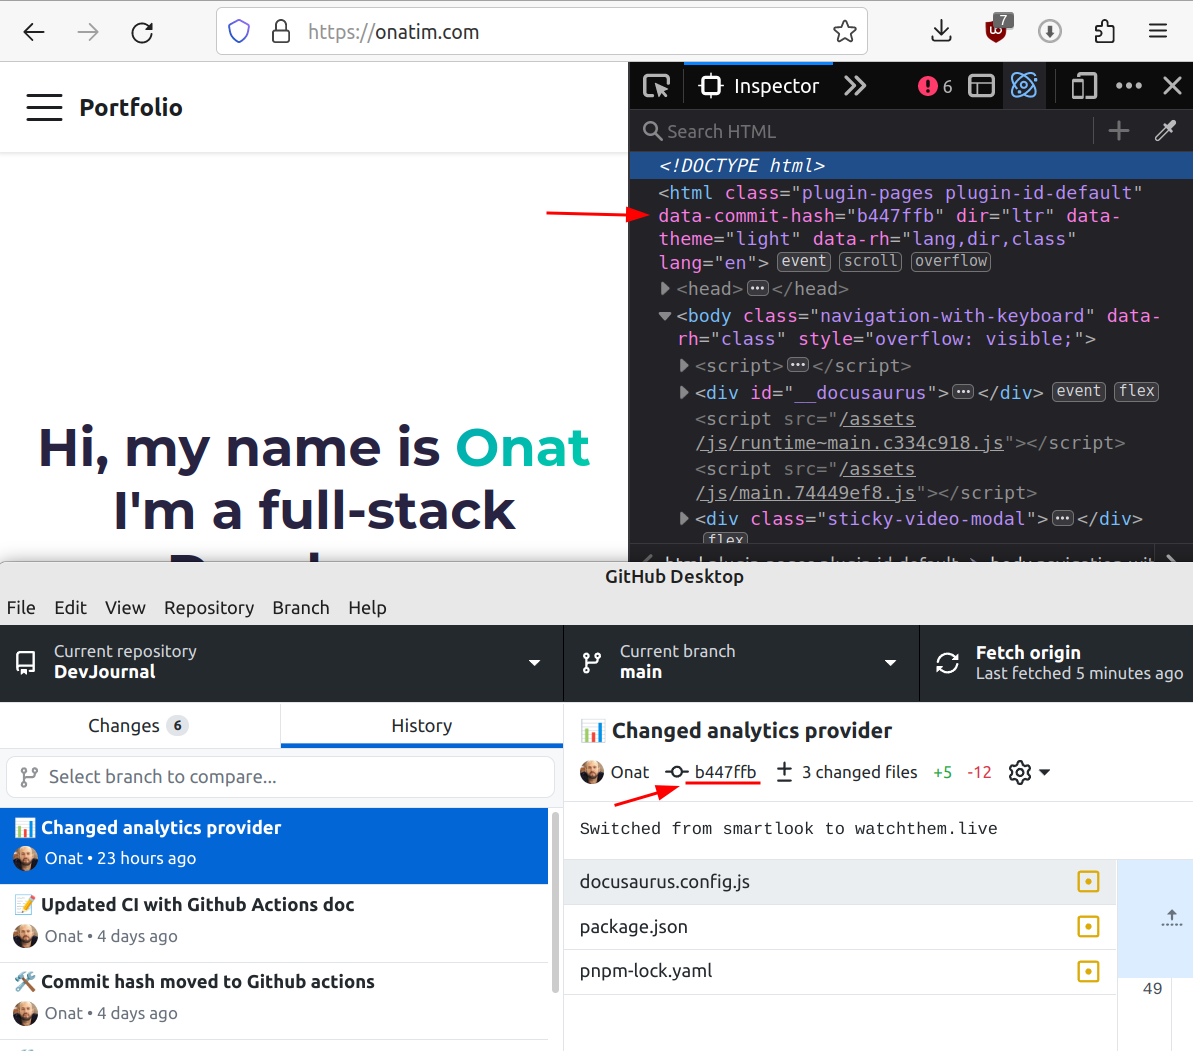 https://onatim.com
7
Portfolio
Inspector
6
Search HTML
<!DOCTYPE html>
<html class="plugin-pages plugin-id-default"
data-commit-hash="b447ffb" dir="ltr" data-
theme="light" data-rh="lang,dir,class"
lang="en"> event scroll overflow
<head>⋯</head>
<body class="navigation-with-keyboard" data-
rh="class" style="overflow: visible;">
<script>⋯</script>
<div id="__docusaurus">⋯</div> event flex
<script src="/assets
/js/runtime~main.c334c918.js"></script>
<script src="/assets
/js/main.74449ef8.js"></script>
<div class="sticky-video-modal">⋯</div>
flex
Hi, my name is Onat
I'm a full-stack
GitHub Desktop
File Edit View Repository Branch Help
Current repository
DevJournal
Current branch
main
Fetch origin
Last fetched 5 minutes ago
Changes 6
History
Select branch to compare...
📊 Changed analytics provider
Onat • 23 hours ago
📝 Updated CI with Github Actions doc
Onat • 4 days ago
🛠️ Commit hash moved to Github actions
Onat • 4 days ago
📊 Changed analytics provider
Onat b447ffb ± 3 changed files +5 -12
Switched from smartlook to watchthem.live
docusaurus.config.js
package.json
pnpm-lock.yaml
49